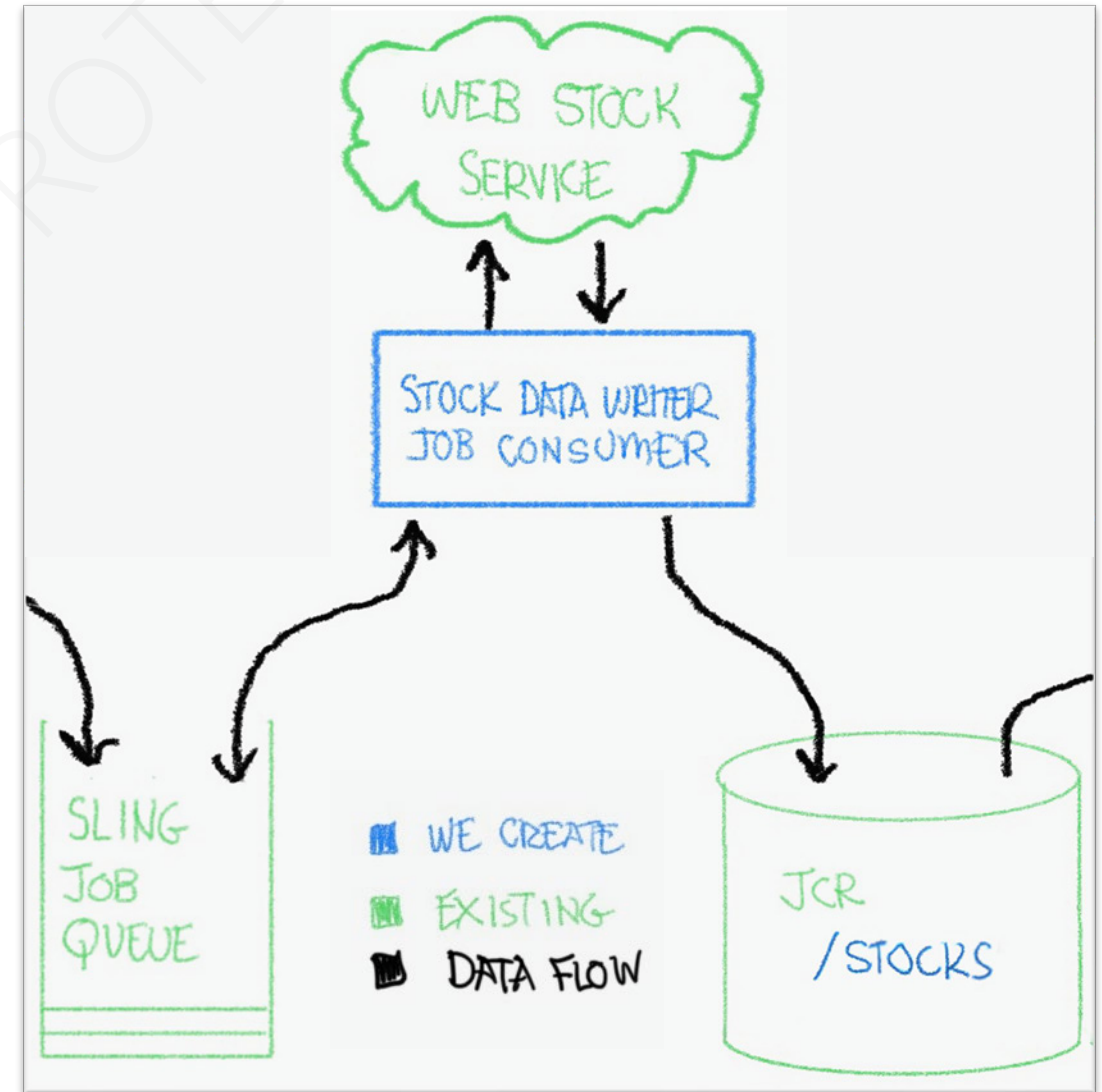 WEB STOCK
SERVICE
STOCK DATA WRITER
JOB CONSUMER
SLING
JOB
QUEUE
WE CREATE
EXISTING
DATA FLOW
JCR
/STOCKS